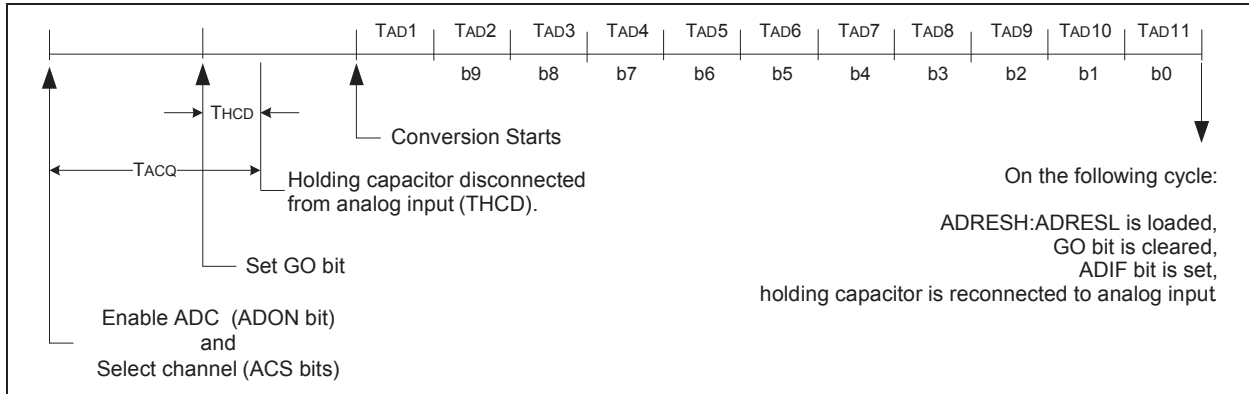 TAD1 TAD2 TAD3 TAD4 TAD5 TAD6 TAD7 TAD8 TAD9 TAD10 TAD11
b9 b8 b7 b6 b5 b4 b3 b2 b1 b0
THCD
Conversion Starts
TACQ
Holding capacitor disconnected
from analog input (THCD).
On the following cycle:
ADRESH:ADRESL is loaded,
GO bit is cleared,
ADIF bit is set,
holding capacitor is reconnected to analog input
Set GO bit
Enable ADC (ADON bit)
and
Select channel (ACS bits)